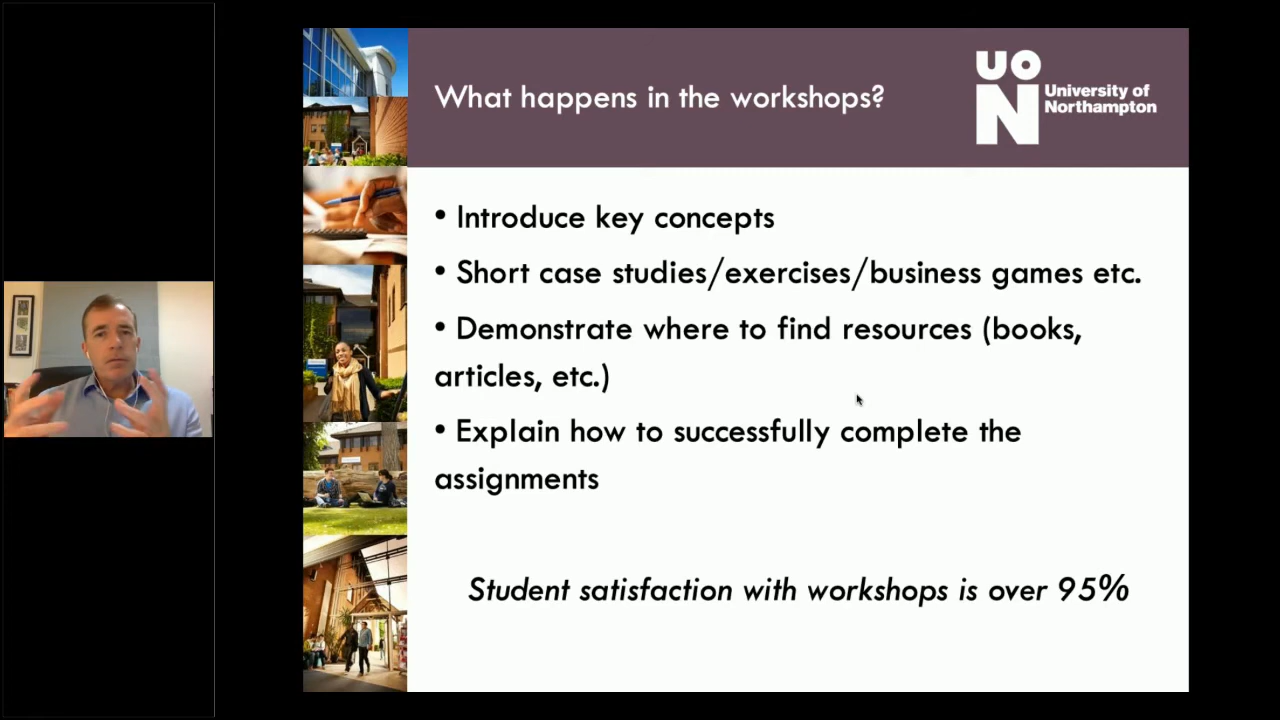 What happens in the workshops?
UON
University of
Northampton
• Introduce key concepts
• Short case studies/exercises/business games etc.
• Demonstrate where to find resources (books,
articles, etc.)
• Explain how to successfully complete the
assignments
Student satisfaction with workshops is over 95%